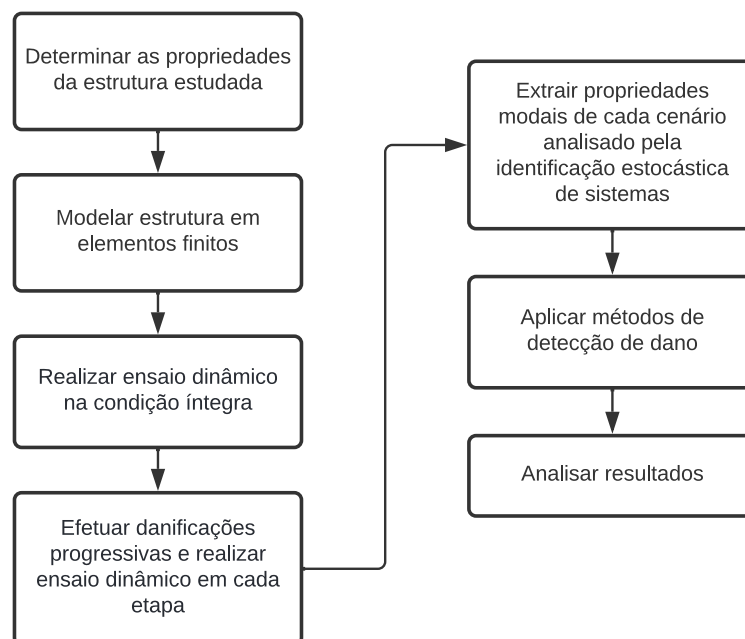 Determinar as propriedades
da estrutura estudada
Modelar estrutura em
elementos finitos
Realizar ensaio dinâmico
na condição íntegra
Efetuar danificações
progressivas e realizar
ensaio dinâmico em cada
etapa
Extrair propriedades
modais de cada cenário
analisado pela
identificação estocástica
de sistemas
Aplicar métodos de
detecção de dano
Analisar resultados